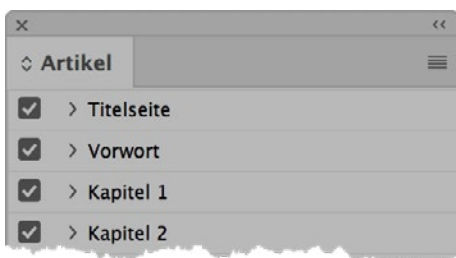 Artikel
Titelseite
Vorwort
Kapitel 1
Kapitel 2